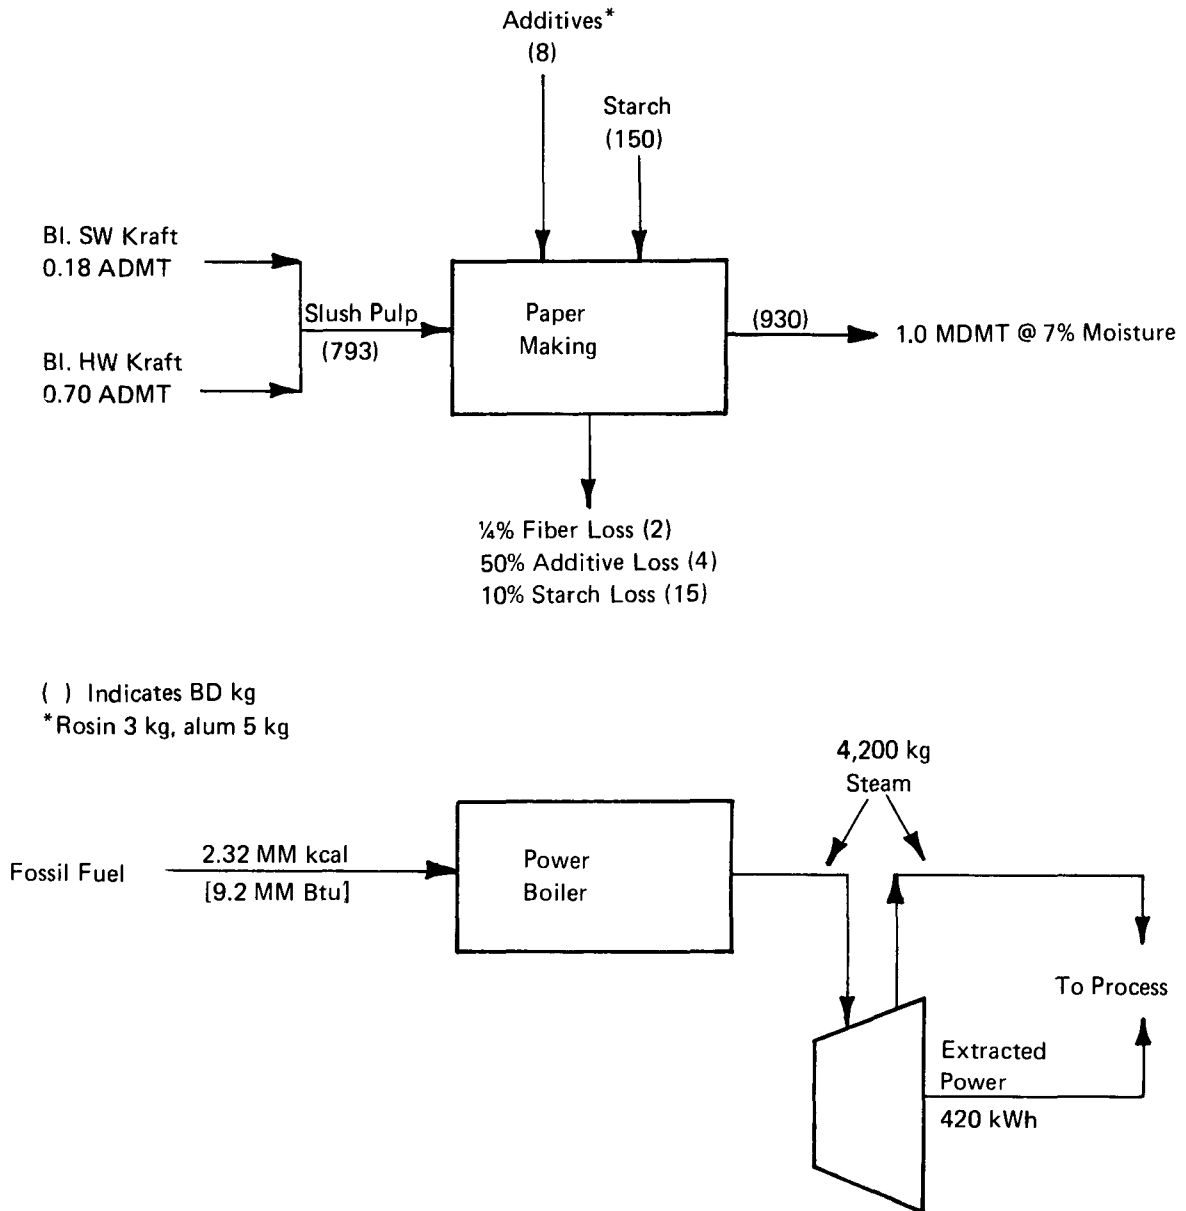 Additives*
(8)
Starch
(150)
Bl. SW Kraft
0.18 ADMT
Slush Pulp
(793)
Bl. HW Kraft
0.70 ADMT
Paper
Making
(930)
1.0 MDMT @ 7% Moisture
¼% Fiber Loss (2)
50% Additive Loss (4)
10% Starch Loss (15)
( ) Indicates BD kg
*Rosin 3 kg, alum 5 kg
4,200 kg
Steam
Fossil Fuel
2.32 MM kcal
[9.2 MM Btu]
Power
Boiler
To Process
Extracted
Power
420 kWh